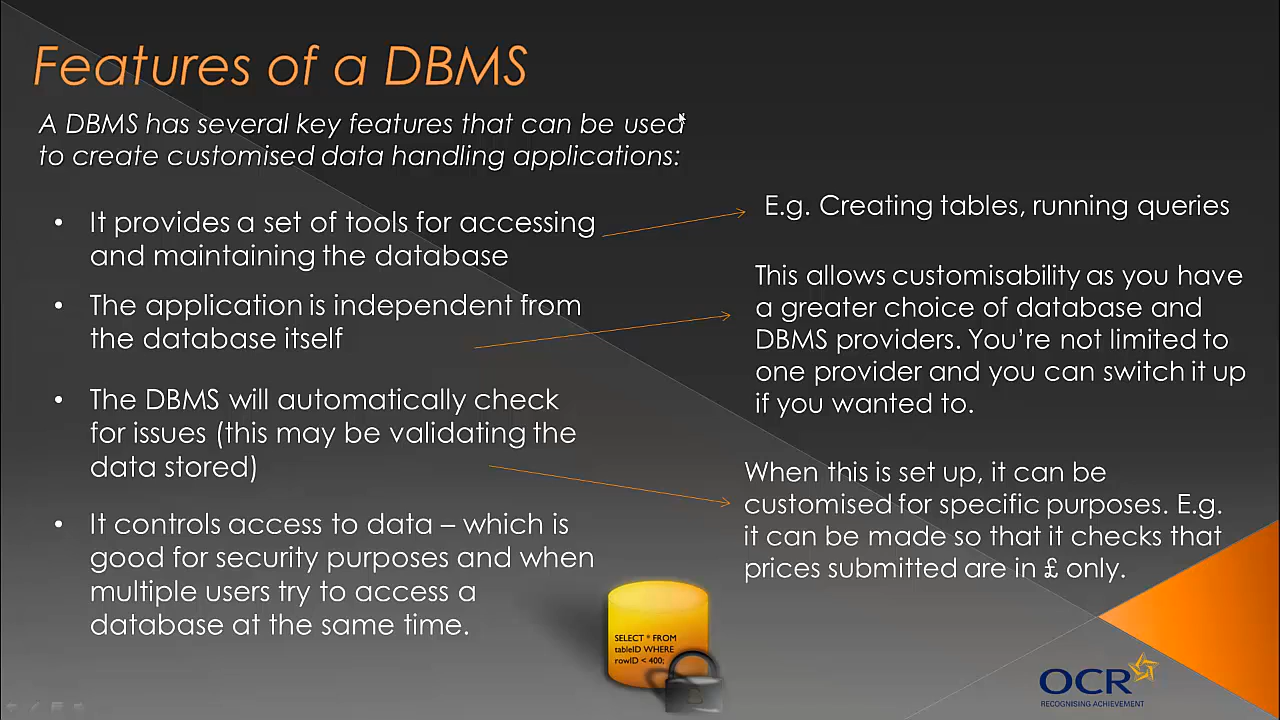 Features of a DBMS
A DBMS has several key features that can be used
to create customised data handling applications:
• It provides a set of tools for accessing
and maintaining the database
• The application is independent from
the database itself
• The DBMS will automatically check
for issues (this may be validating the
data stored)
• It controls access to data – which is
good for security purposes and when
multiple users try to access a
database at the same time.
E.g. Creating tables, running queries
This allows customisability as you have
a greater choice of database and
DBMS providers. You’re not limited to
one provider and you can switch it up
if you wanted to.
When this is set up, it can be
customised for specific purposes. E.g.
it can be made so that it checks that
prices submitted are in £ only.
SELECT * FROM
tableID WHERE
rowID < 400;
OCR
RECOGNISING ACHIEVEMENT